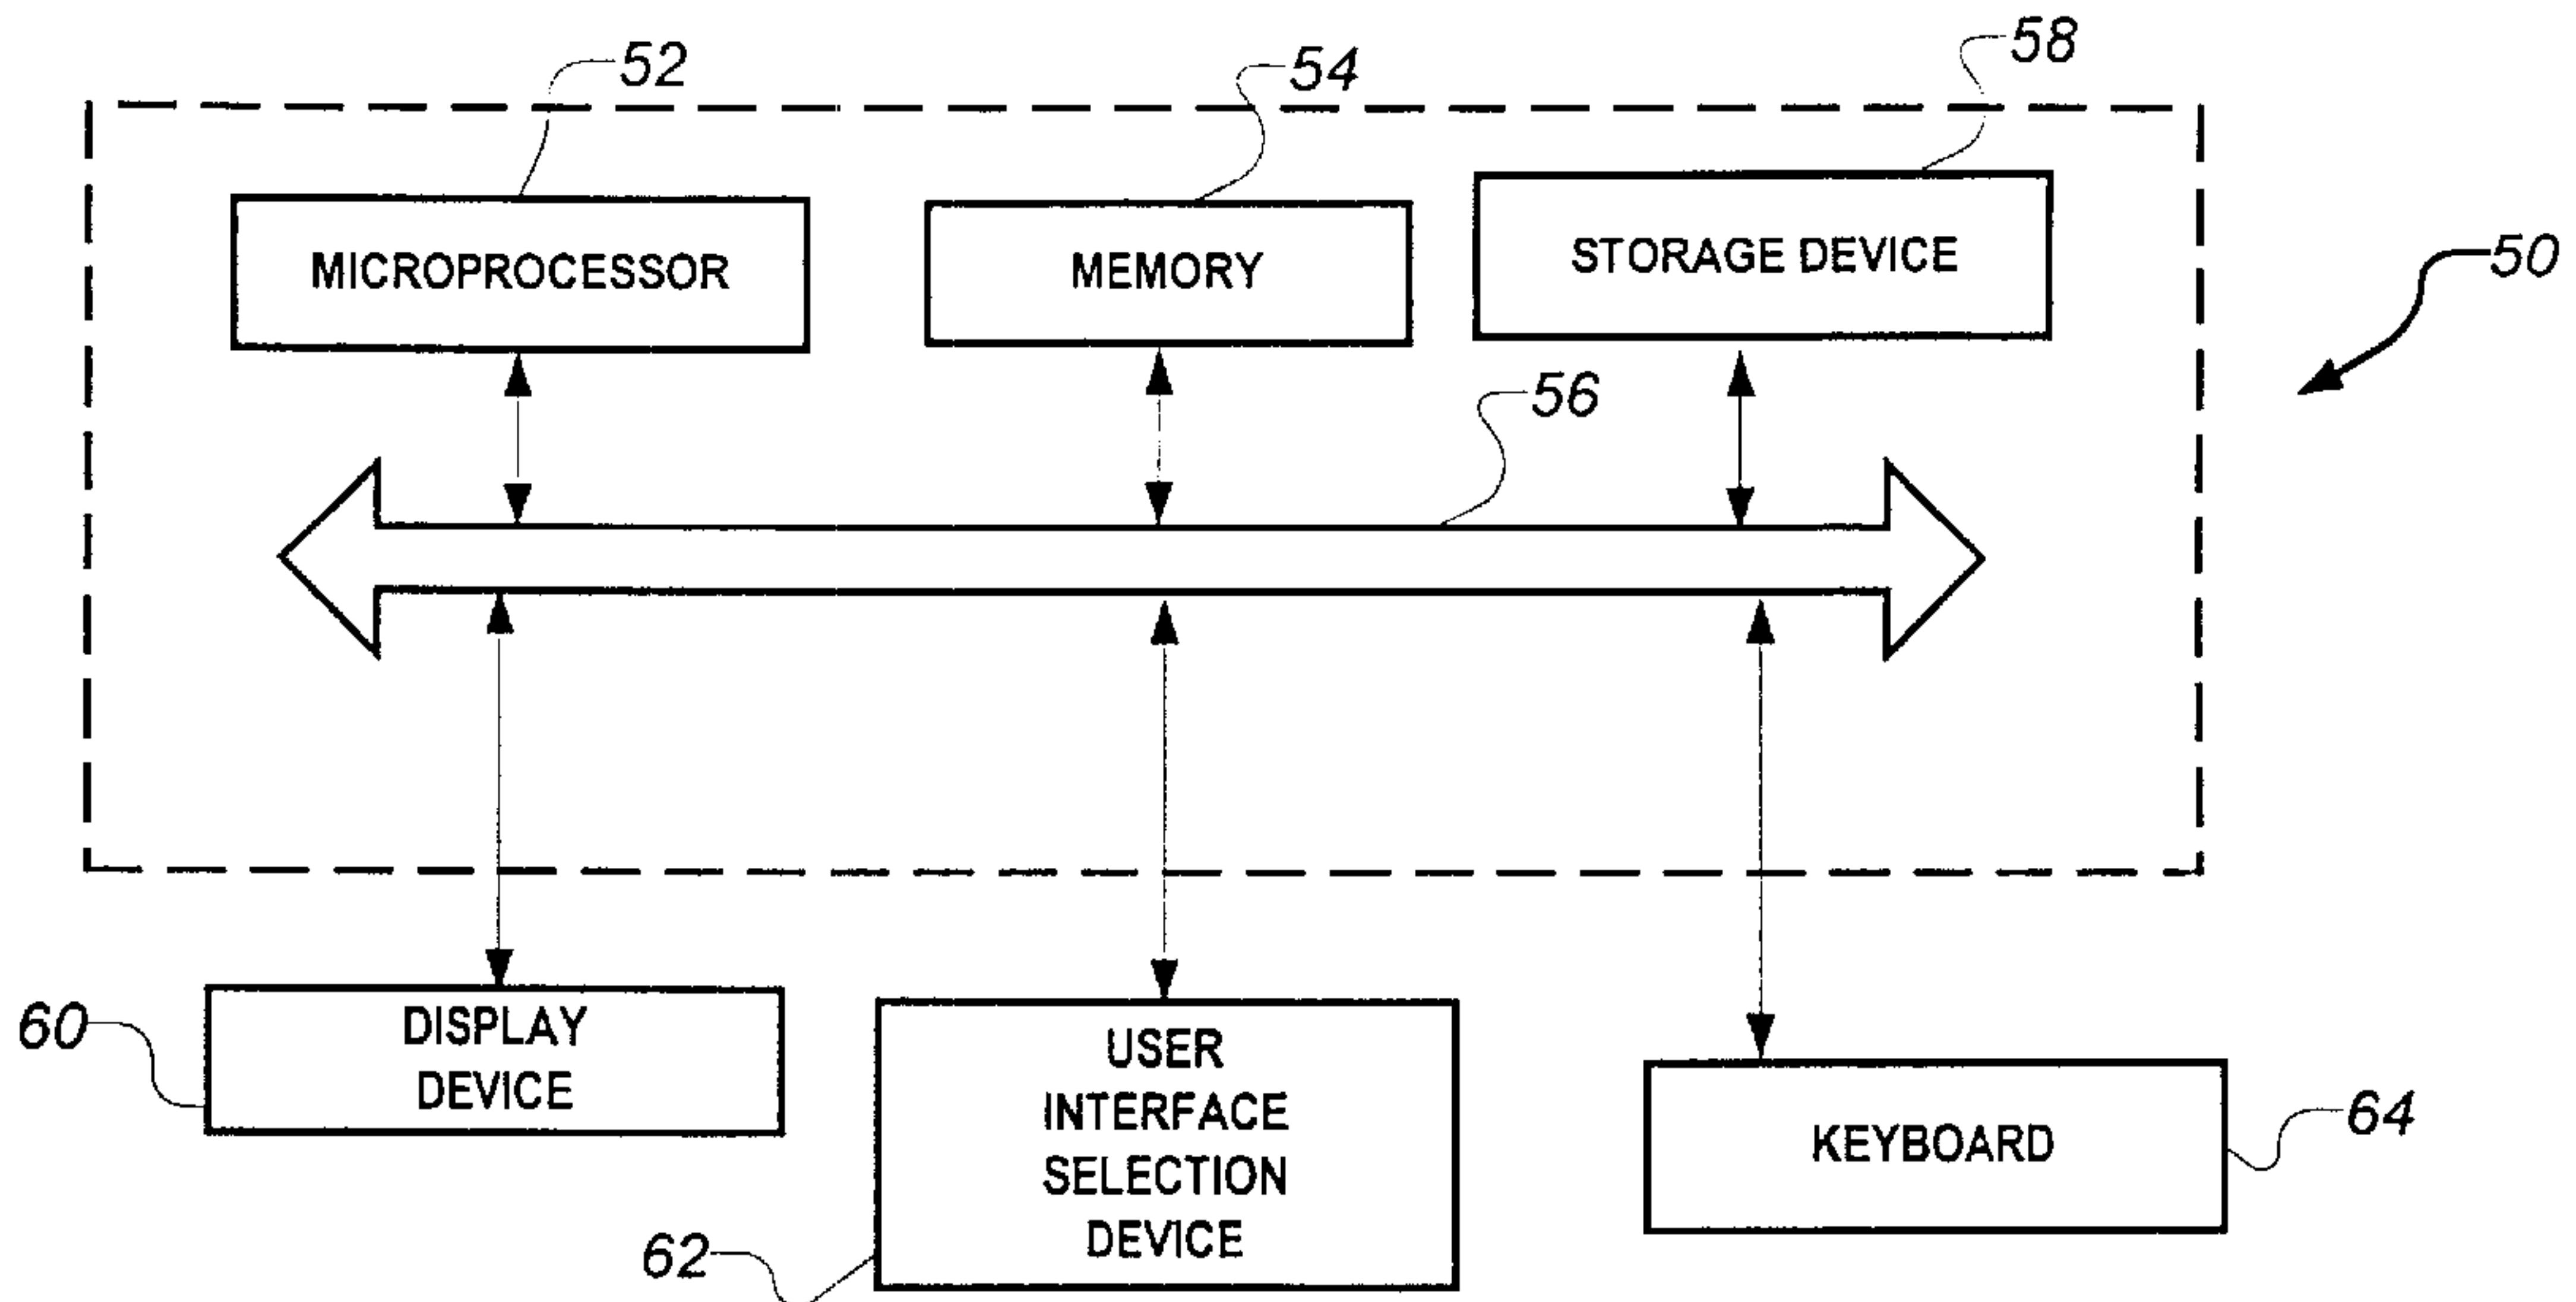 52
54
58
MICROPROCESSOR
MEMORY
STORAGE DEVICE
50
56
60
DISPLAY
DEVICE
USER
INTERFACE
SELECTION
DEVICE
62
KEYBOARD
64